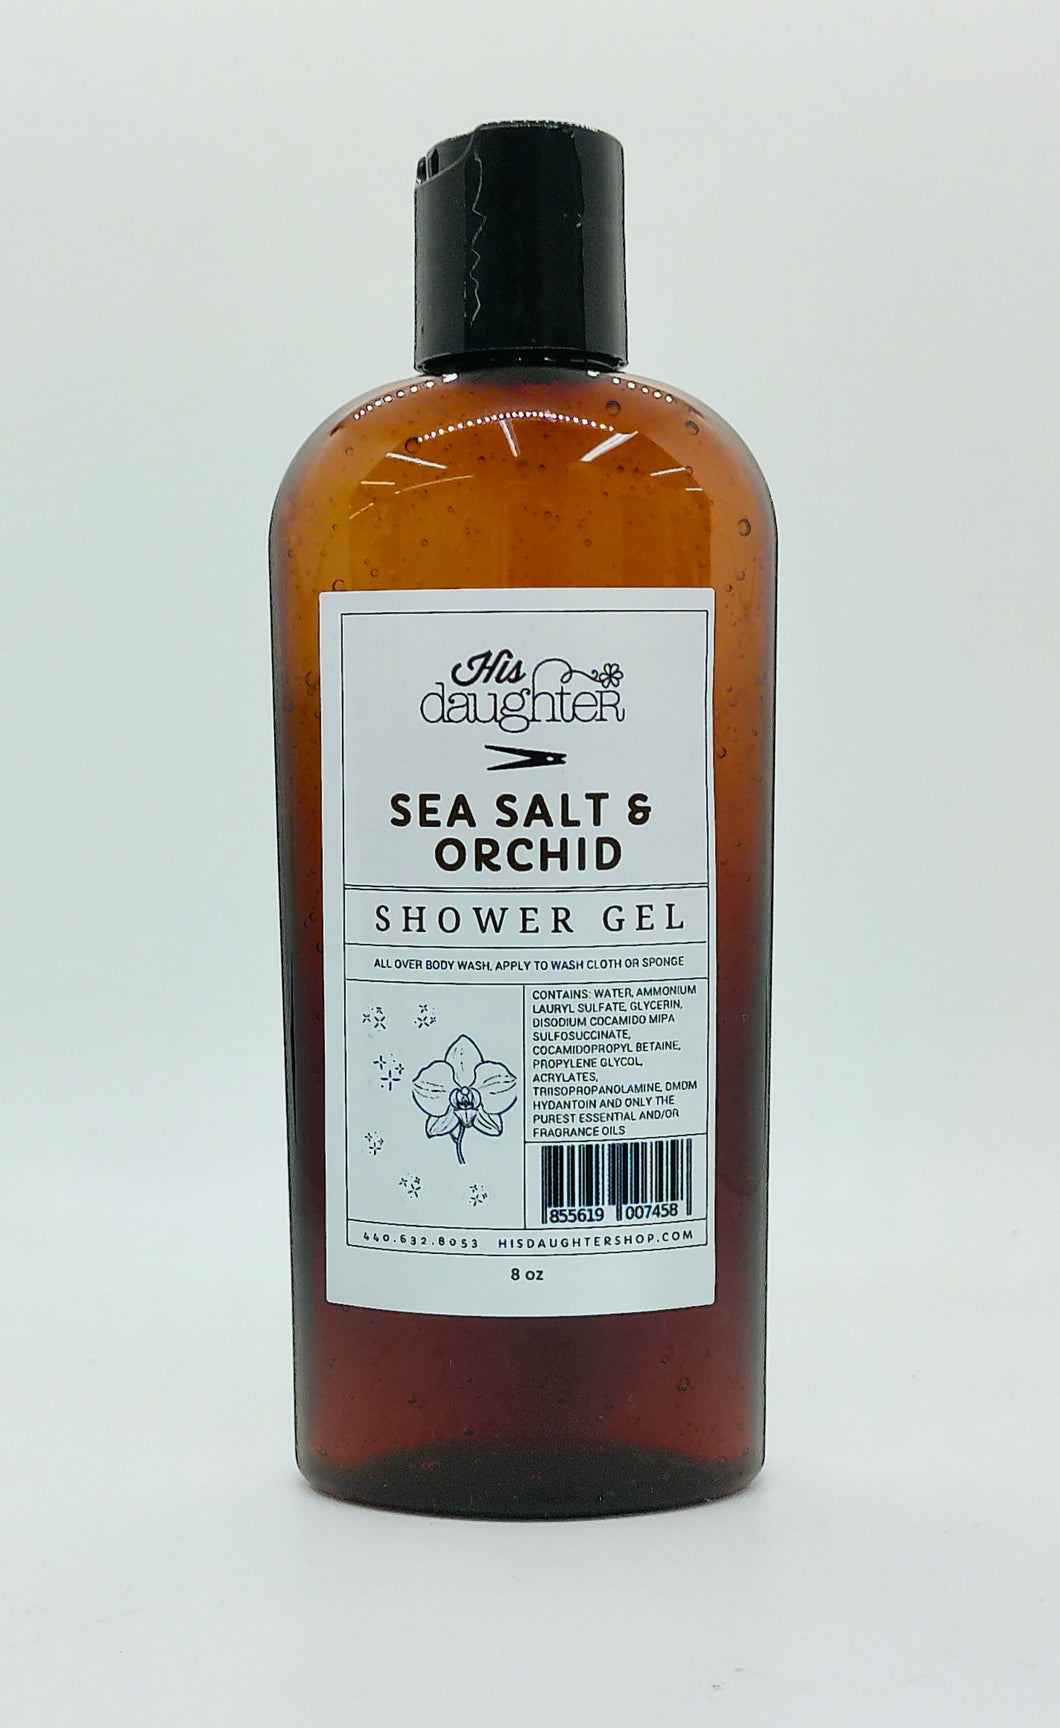 His
daughter
SEA SALT &
ORCHID
SHOWER GEL
ALL OVER BODY WASH, APPLY TO WASH CLOTH OR SPONGE
CONTAINS: WATER, AMMONIUM
LAURYL SULFATE, GLYCERIN,
DISODIUM COCAMIDO MIPA
SULFOSUCCINATE,
COCAMIDOPROPYL BETAINE,
PROPYLENE GLYCOL,
ACRYLATES,
TRIISOPROPANOLAMINE, DMDM
HYDANTOIN AND ONLY THE
PUREST ESSENTIAL AND/OR
FRAGRANCE OILS
855619 007458
440.632.8053 HISDAUGHTERSHOP.COM
8 oz